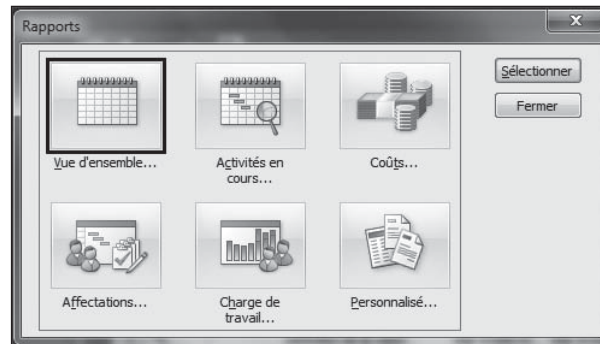 Rapports
Sélectionner
Fermer
Vue d'ensemble...
Activités en
cours...
Coûts...
Affectations...
Charge de
travail...
Personnalisé...